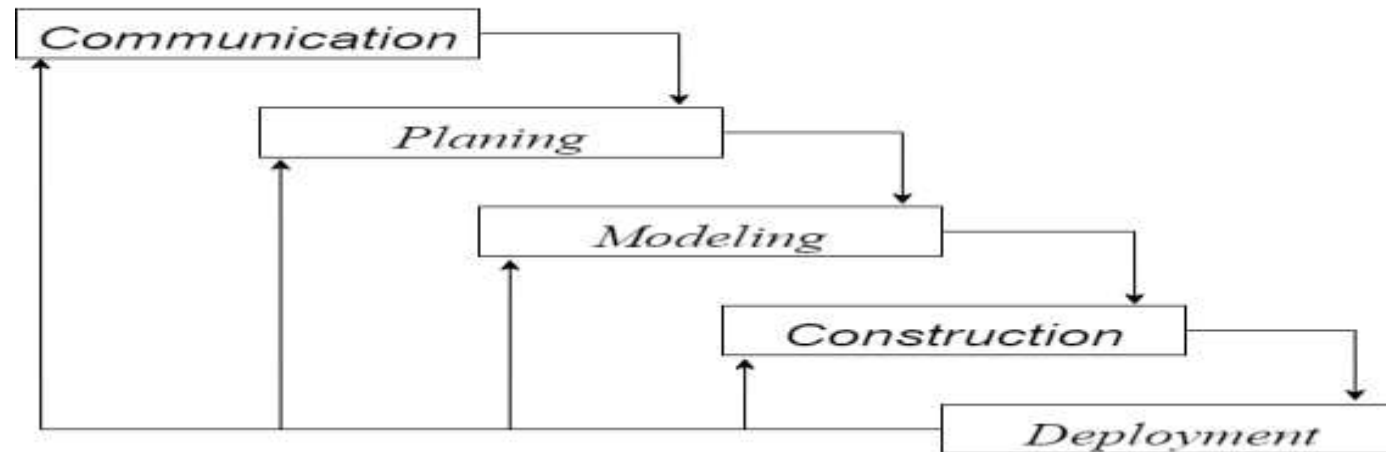 Communication
Planing
Modeling
Construction
Deployment